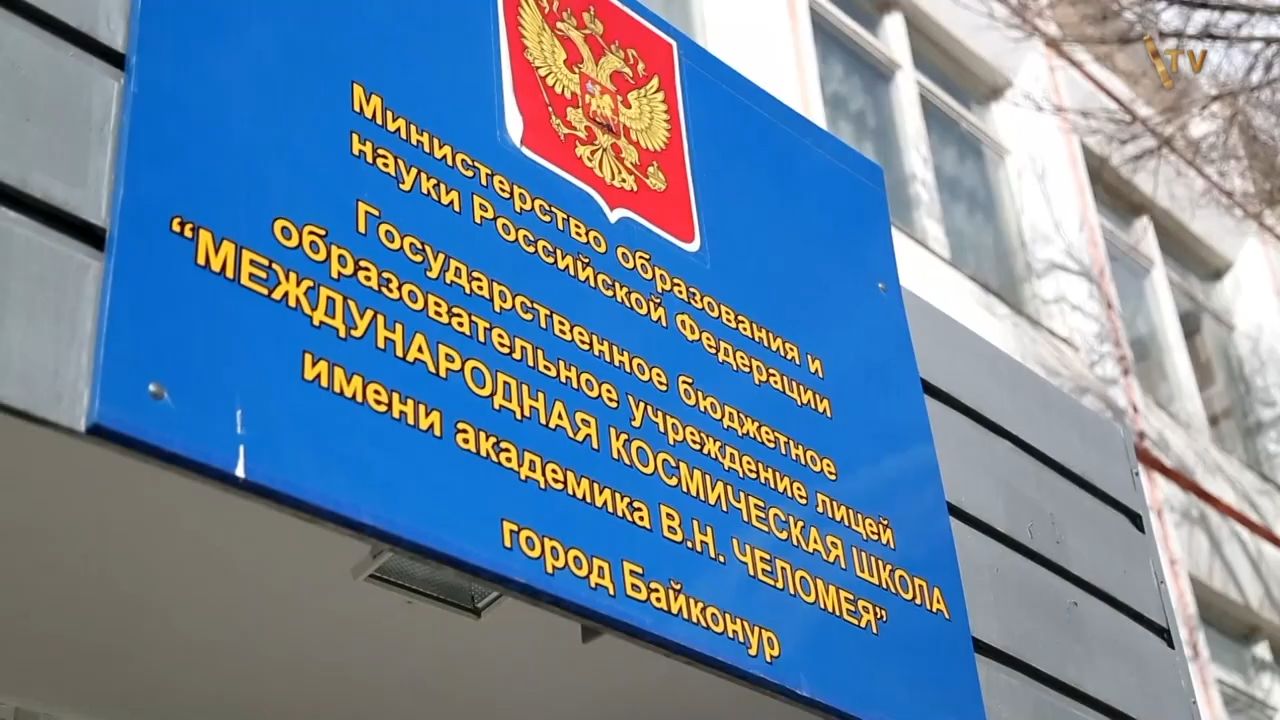 TV
Министерство образования и
науки Российской Федерации
Государственное бюджетное
образовательное учреждение лицей
“МЕЖДУНАРОДНАЯ КОСМИЧЕСКАЯ ШКОЛА
имени академика В.Н. ЧЕЛОМЕЯ”
город Байконур